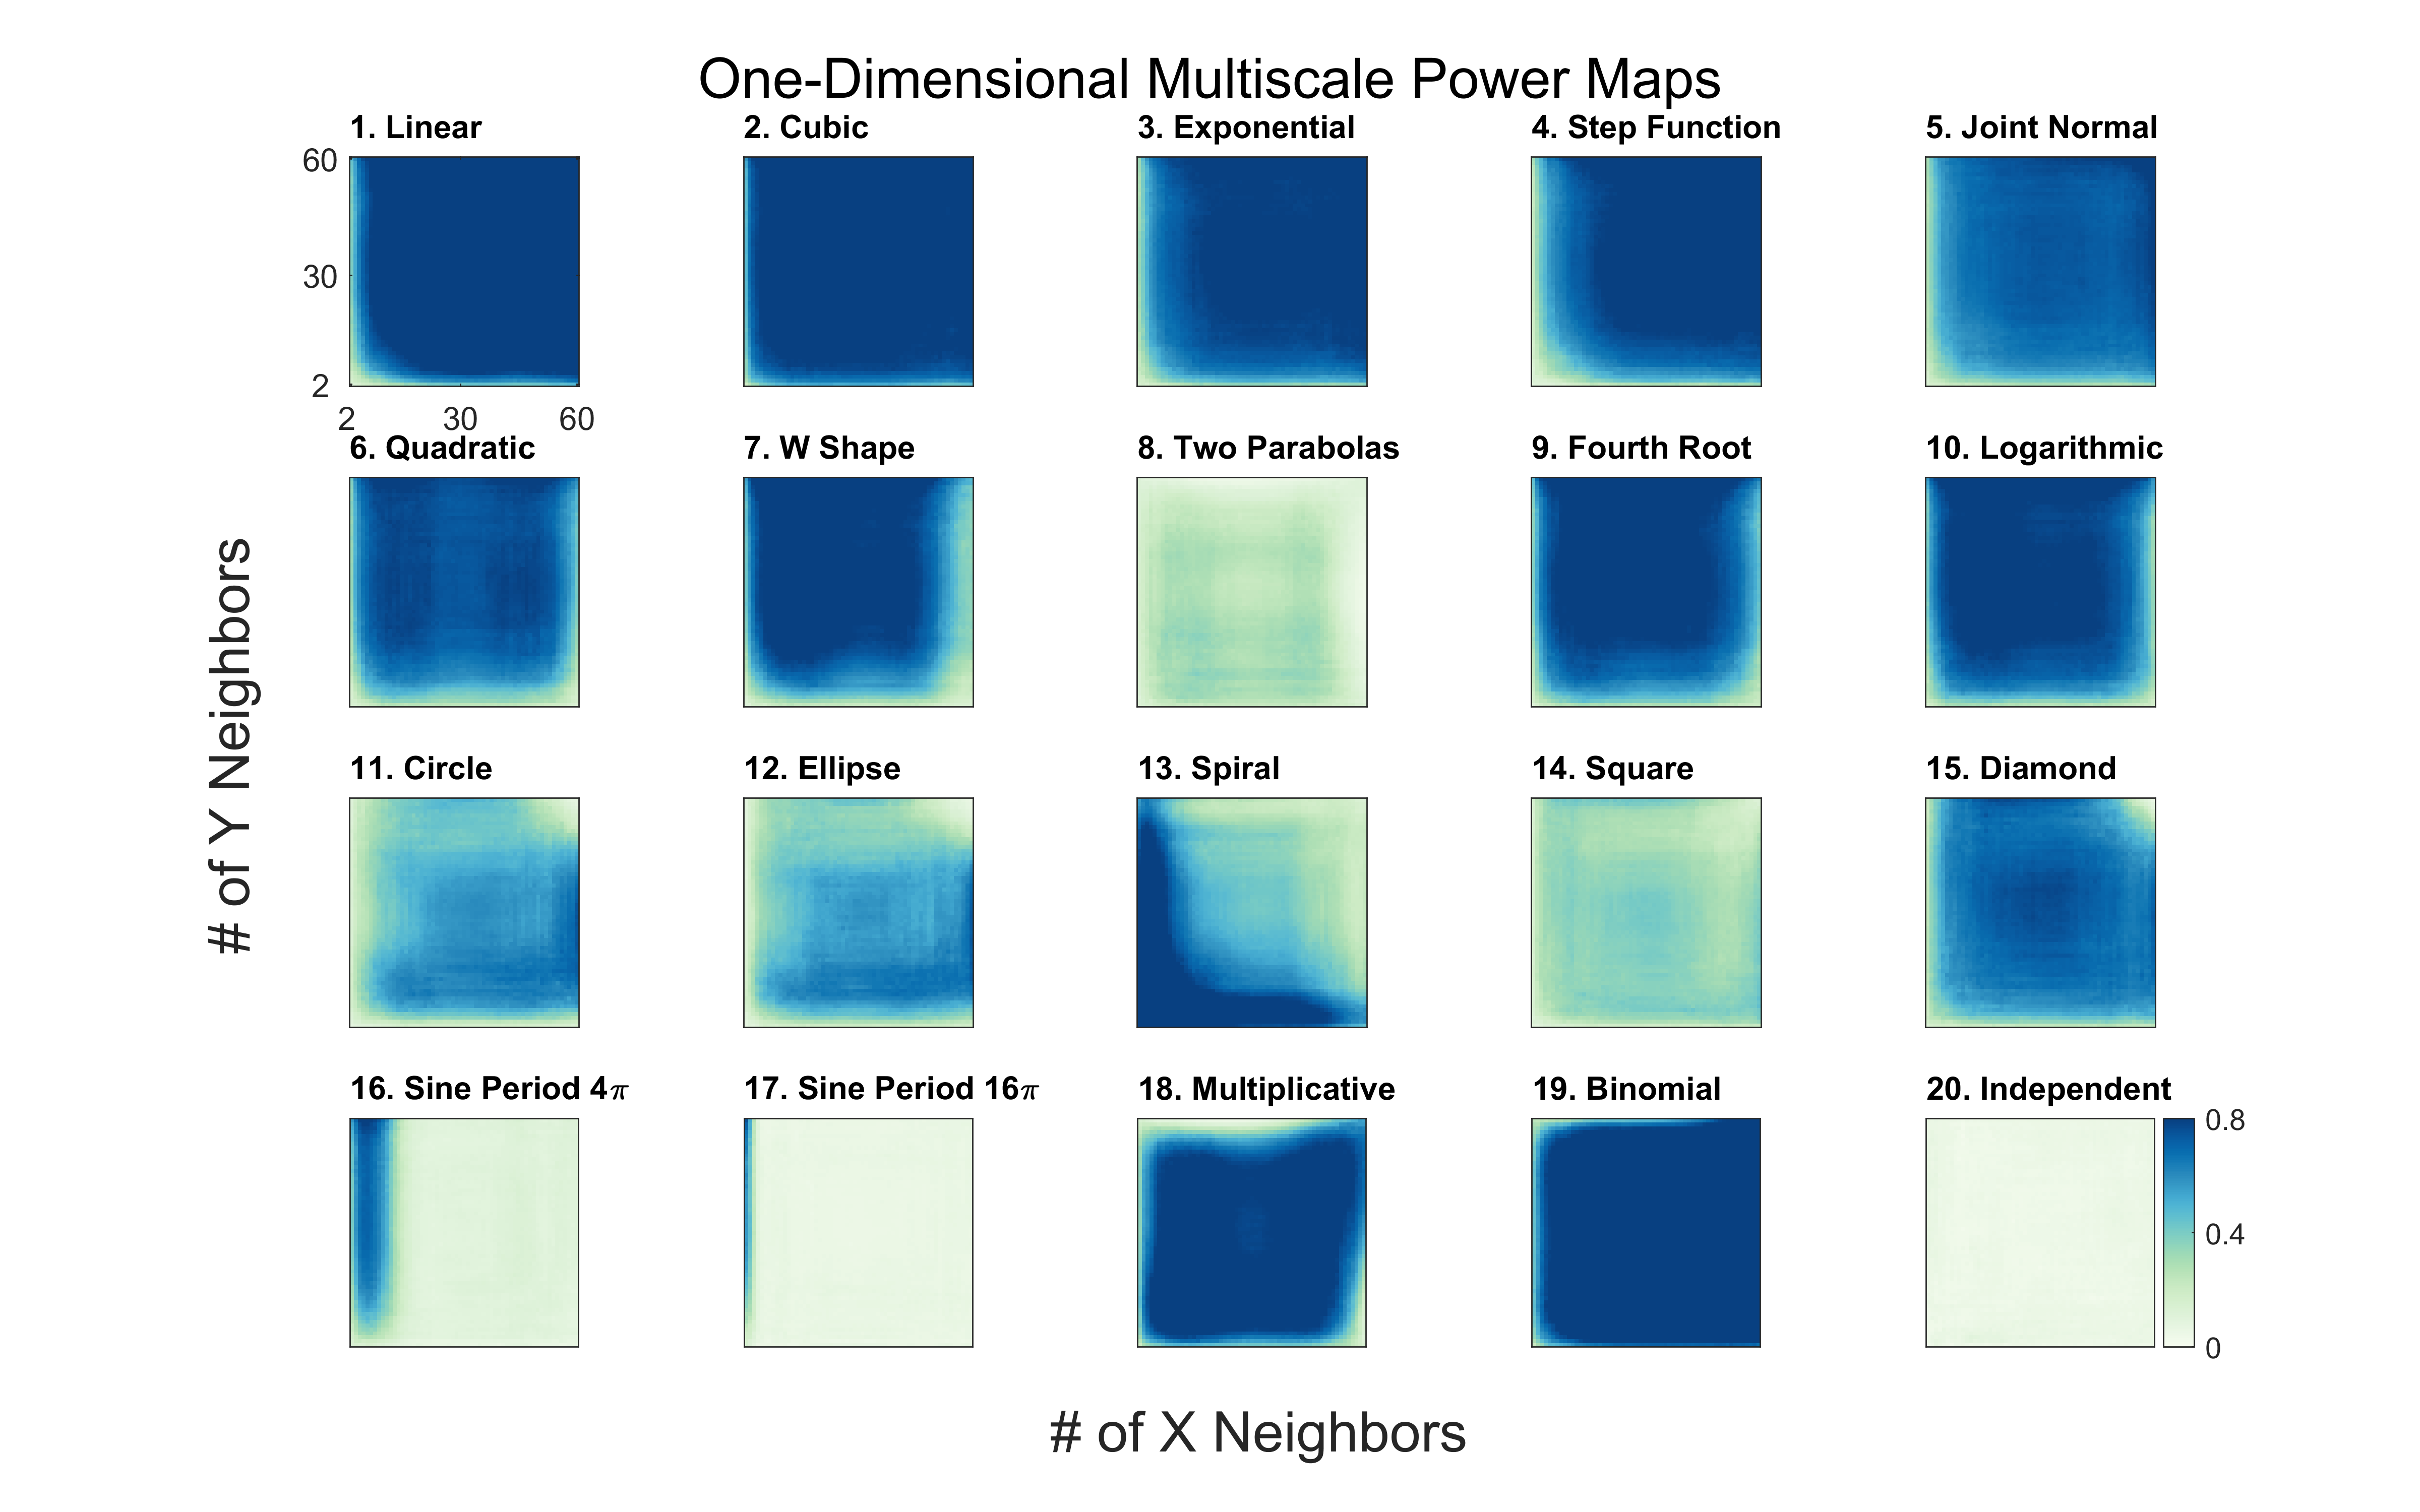 One-Dimensional Multiscale Power Maps
1. Linear
2. Cubic
3. Exponential
4. Step Function
5. Joint Normal
60
30
2
2
30
60
6. Quadratic
7. W Shape
8. Two Parabolas
9. Fourth Root
10. Logarithmic
# of Y Neighbors
11. Circle
12. Ellipse
13. Spiral
14. Square
15. Diamond
16. Sine Period 4π
17. Sine Period 16π
18. Multiplicative
19. Binomial
20. Independent
0.8
0.4
0
# of X Neighbors